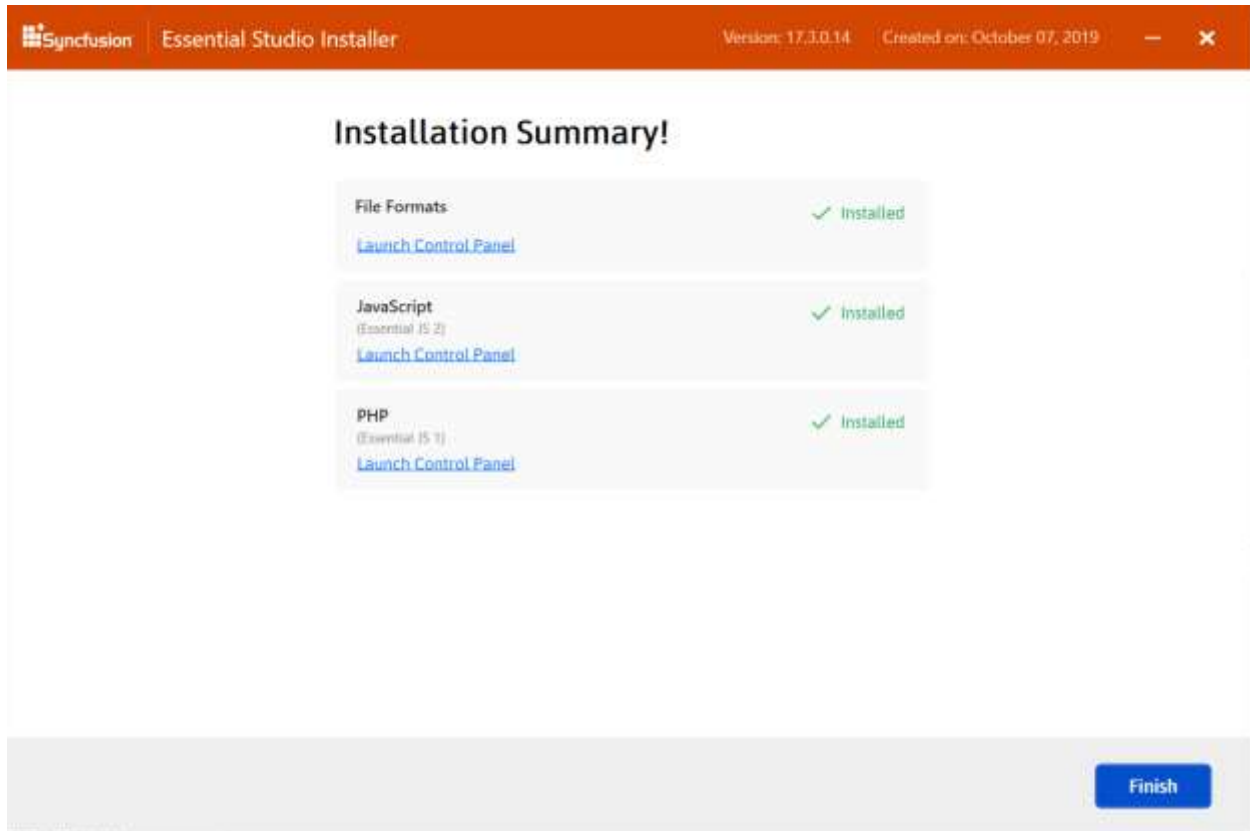 Syncfusion Essential Studio Installer Version: 17.3.0.14 Created on: October 07, 2019
Installation Summary!
File Formats
Installed
Launch Control Panel
JavaScript
Installed
(Essential JS 2)
Launch Control Panel
PHP
Installed
(Essential JS 1)
Launch Control Panel
Finish